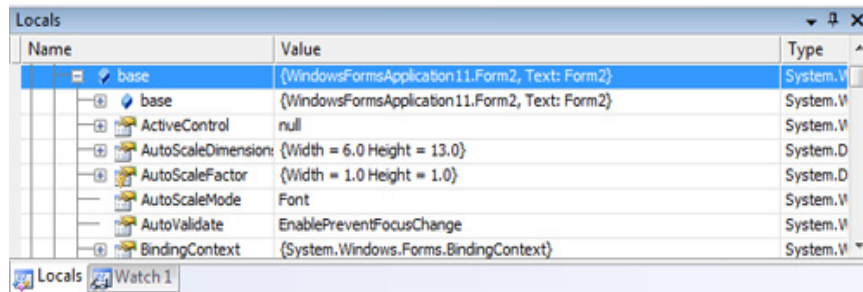 Locals
Name Value Type
base {WindowsFormsApplication11.Form2, Text: Form2} System.W
base {WindowsFormsApplication11.Form2, Text: Form2} System.W
ActiveControl null System.W
AutoScaleDimensions {Width = 6.0 Height = 13.0} System.D
AutoScaleFactor {Width = 1.0 Height = 1.0} System.D
AutoScaleMode Font System.W
AutoValidate EnablePreventFocusChange System.W
BindingContext {System.Windows.Forms.BindingContext} System.W
Locals Watch 1